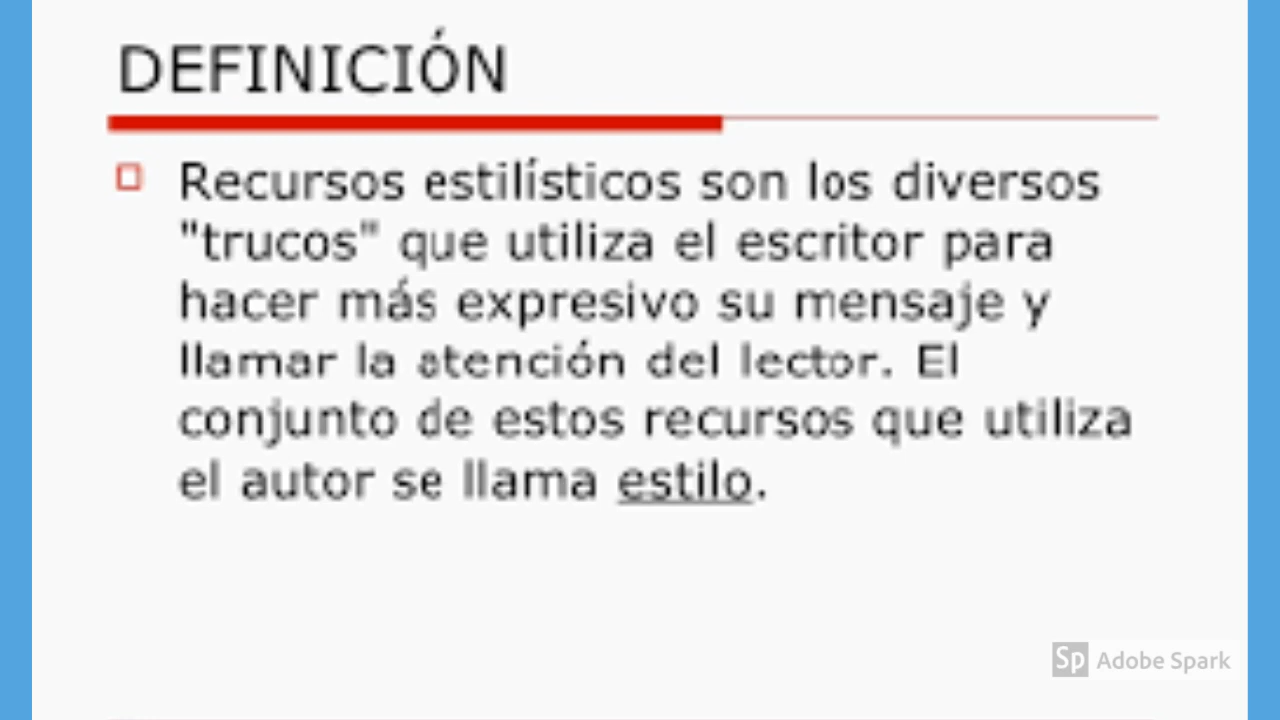 DEFINICIÓN
Recursos estilísticos son los diversos
"trucos" que utiliza el escritor para
hacer más expresivo su mensaje y
llamar la atención del lector. El
conjunto de estos recursos que utiliza
el autor se llama estilo.
Sp Adobe Spark